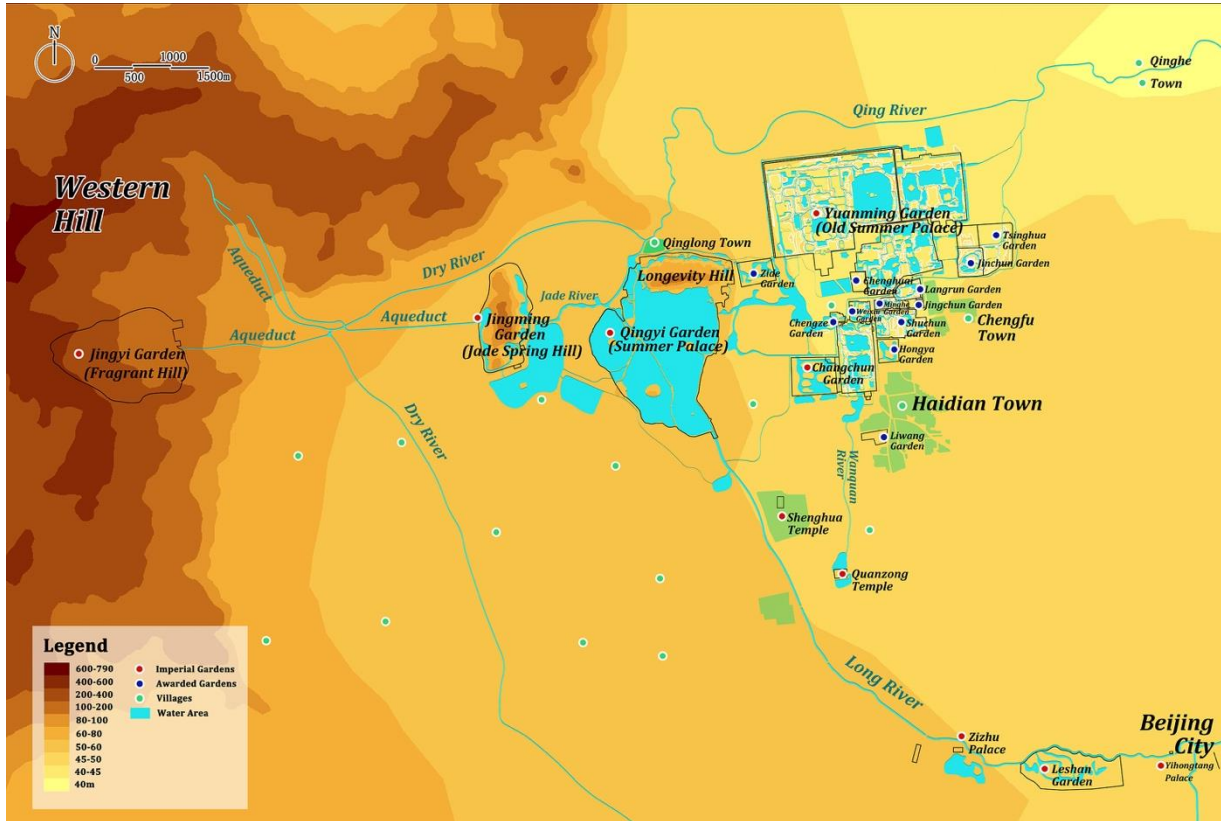 N
0
1000
500
1500m
Qinghe
Town
Qing River
Western
Hill
Yuanming Garden
(Old Summer Palace)
Tsinghua
Garden
Qinglong Town
Aqueduct
Dry River
Longevity Hill
Zide
Garden
Jinchun Garden
Chenghuai
Garden
Langrun Garden
Jade River
Minghe
Garden
Jingchun Garden
Weixiu
Garden
Aqueduct
Aqueduct
Jingming
Garden
(Jade Spring Hill)
Qingyi Garden
(Summer Palace)
Chengze
Garden
Shuchun
Garden
Chengfu
Town
Jingyi Garden
(Fragrant Hill)
Hongya
Garden
Changchun
Garden
Dry River
Haidian Town
Liwang
Garden
Wanquan
River
Shenghua
Temple
Quanzong
Temple
Long River
Zizhu
Palace
Beijing
City
Leshan
Garden
Yihongtang
Palace
Legend
600-790
400-600
200-400
100-200
80-100
60-80
50-60
45-50
40-45
40m
Imperial Gardens
Awarded Gardens
Villages
Water Area